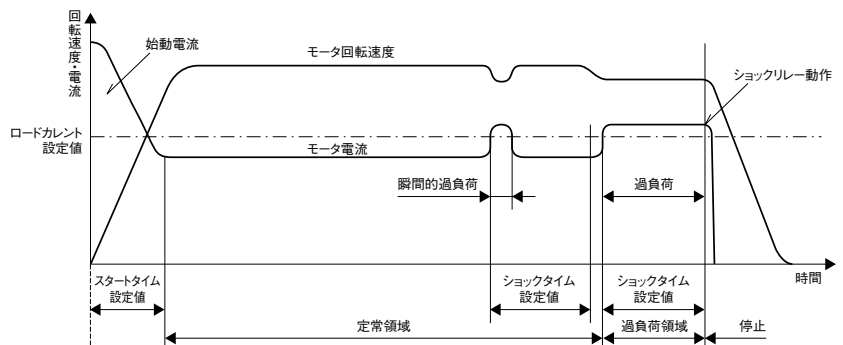 回転速度・電流
始動電流
モータ回転速度
ショックリレー動作
ロードカレント
設定値
モータ電流
瞬間的過負荷
過負荷
時間
スタートタイム
設定値
ショックタイム
設定値
ショックタイム
設定値
定常領域
過負荷領域
停止